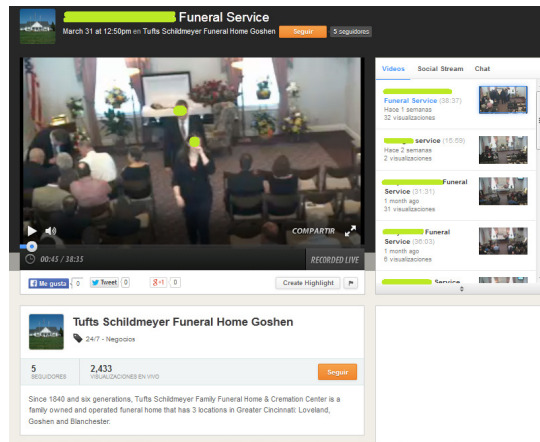 Funeral Service
March 31 at 12:50pm en Tufts Schildmeyer Funeral Home Goshen
Seguir
5 seguidores
Videos Social Stream Chat
Funeral Service (38:37)
Hace 1 semanas
32 visualizaciones
service (15:59)
Hace 2 semanas
2 visualizaciones
Funeral
Service (31:31)
1 month ago
31 visualizaciones
Funeral
Service (36:03)
1 month ago
6 visualizaciones
Service
COMPARTIR
00:45 / 38:35
RECORDED LIVE
Me gusta 0 Tweet 0 g+1 0 Create Highlight
Tufts Schildmeyer Funeral Home Goshen
24/7 - Negocios
5 2,433
SEGUIDORES VISUALIZACIONES EN VIVO
Seguir
Since 1840 and six generations, Tufts Schildmeyer Family Funeral Home & Cremation Center is a
family owned and operated funeral home that has 3 locations in Greater Cincinnati: Loveland,
Goshen and Blanchester.